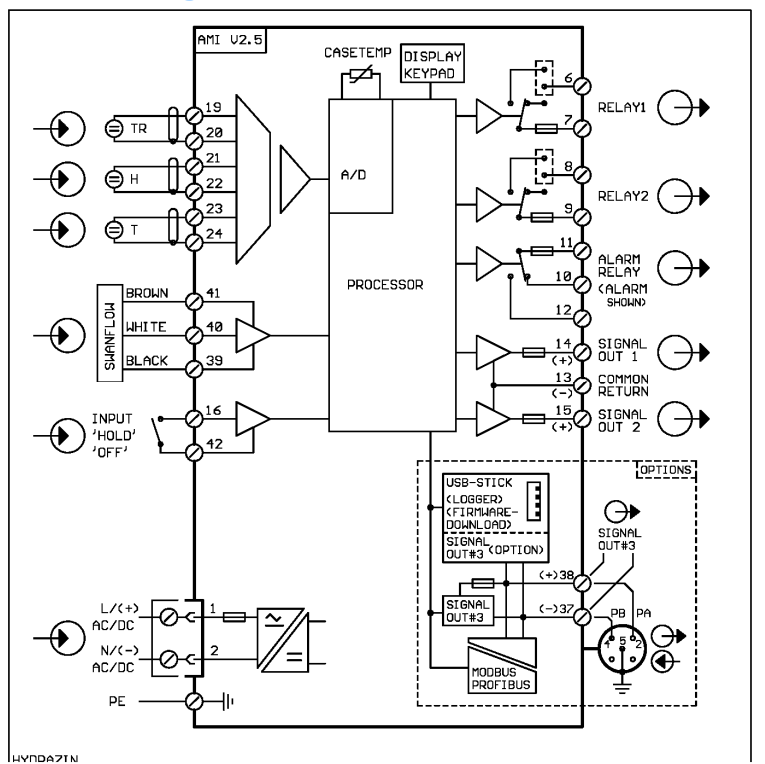 AMI V2.5
CASETEMP
DISPLAY
KEYPAD
A/D
PROCESSOR
19
TR
20
21
H
22
23
T
24
SWANFLOW
BROWN
41
WHITE
40
BLACK
39
INPUT
'HOLD'
'OFF'
16
42
6
RELAY1
7
8
RELAY2
9
11
ALARM
RELAY
(ALARM
SHOWN)
10
12
14
(+)
SIGNAL
OUT 1
13
(-)
COMMON
RETURN
15
(+)
SIGNAL
OUT 2
OPTIONS
USB-STICK
(LOGGER)
(FIRMWARE-
DOWNLOAD)
SIGNAL
OUT#3 (OPTION)
SIGNAL
OUT#3
(+)38
SIGNAL
OUT#3
(-)37
PB PA
4 5 2
MODBUS
PROFIBUS
L/(+)
AC/DC
1
N/(-)
AC/DC
2
PE
HYDRAZIN